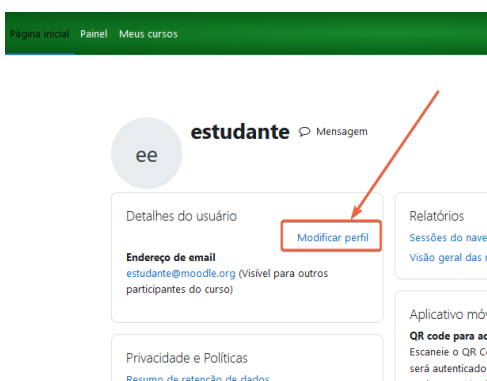 Página inicial Painel Meus cursos
estudante Mensagem
ee
Detalhes do usuário
Modificar perfil
Endereço de email
estudante@moodle.org (Visível para outros
participantes do curso)
Privacidade e Políticas
Resumo de retenção de dados
Relatórios
Sessões do nave
Visão geral das
Aplicativo móv
QR code para ac
Escaneie o QR C
será autenticado